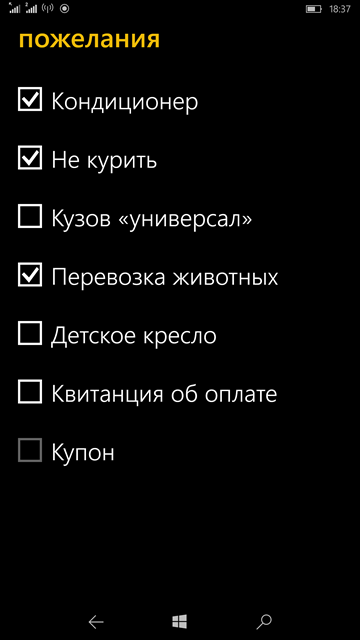 18:37
пожелания
Кондиционер
Не курить
Кузов «универсал»
Перевозка животных
Детское кресло
Квитанция об оплате
Купон